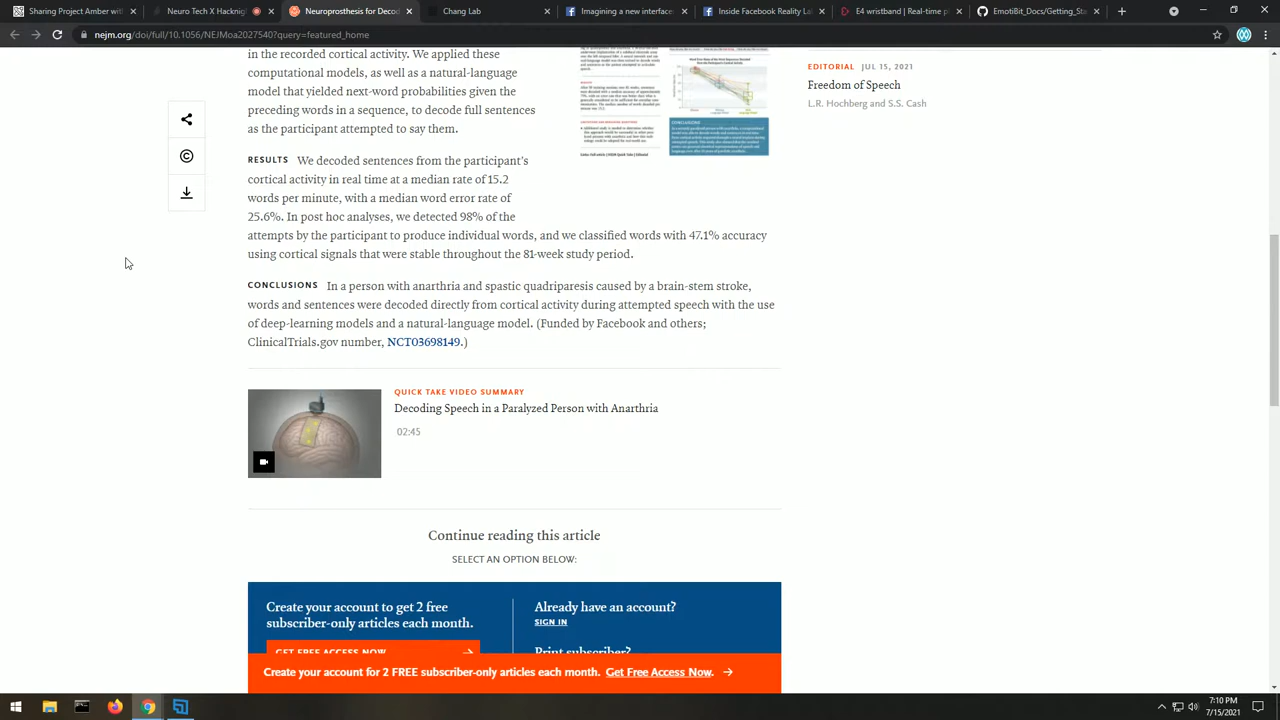 Sharing Project Amber with
Neuro Tech X Hacknight
Neuroprosthesis for Deco
Chang Lab
Imagining a new interface
Inside Facebook Reality Lab
E4 wristband | Real-time p
EmotiBit_Docs/Getting_Sta
nejm.org/doi/full/10.1056/NEJMoa2027540?query=featured_home
in the recorded cortical activity. We applied these
as well as a natural-language
model that yielded next-word probabilities given the
to decode full sentences
as the participant attempted to say them.
We decoded sentences from the participant's
cortical activity in real time at a median rate of 15.2
words per minute, with a median word error rate of
25.6%. In post hoc analyses, we detected 98% of the
attempts by the participant to produce individual words, and we classified words with 47.1% accuracy
using cortical signals that were stable throughout the 81-week study period.
CONCLUSIONS In a person with anarthria and spastic quadriparesis caused by a brain-stem stroke,
words and sentences were decoded directly from cortical activity during attempted speech with the use
of deep-learning models and a natural-language model. (Funded by Facebook and others;
ClinicalTrials.gov number, NCT03698149.)
EDITORIAL JUL 15, 2021
Freedom of Speech
L.R. Hochberg and S.S. Cash
CONCLUSIONS
QUICK TAKE VIDEO SUMMARY
Decoding Speech in a Paralyzed Person with Anarthria
02:45
Continue reading this article
SELECT AN OPTION BELOW:
Create your account to get 2 free
subscriber-only articles each month.
GET FREE ACCESS NOW
Already have an account?
SIGN IN
Print subscriber?
Create your account for 2 FREE subscriber-only articles each month. Get Free Access Now.
7:10 PM
7/15/2021